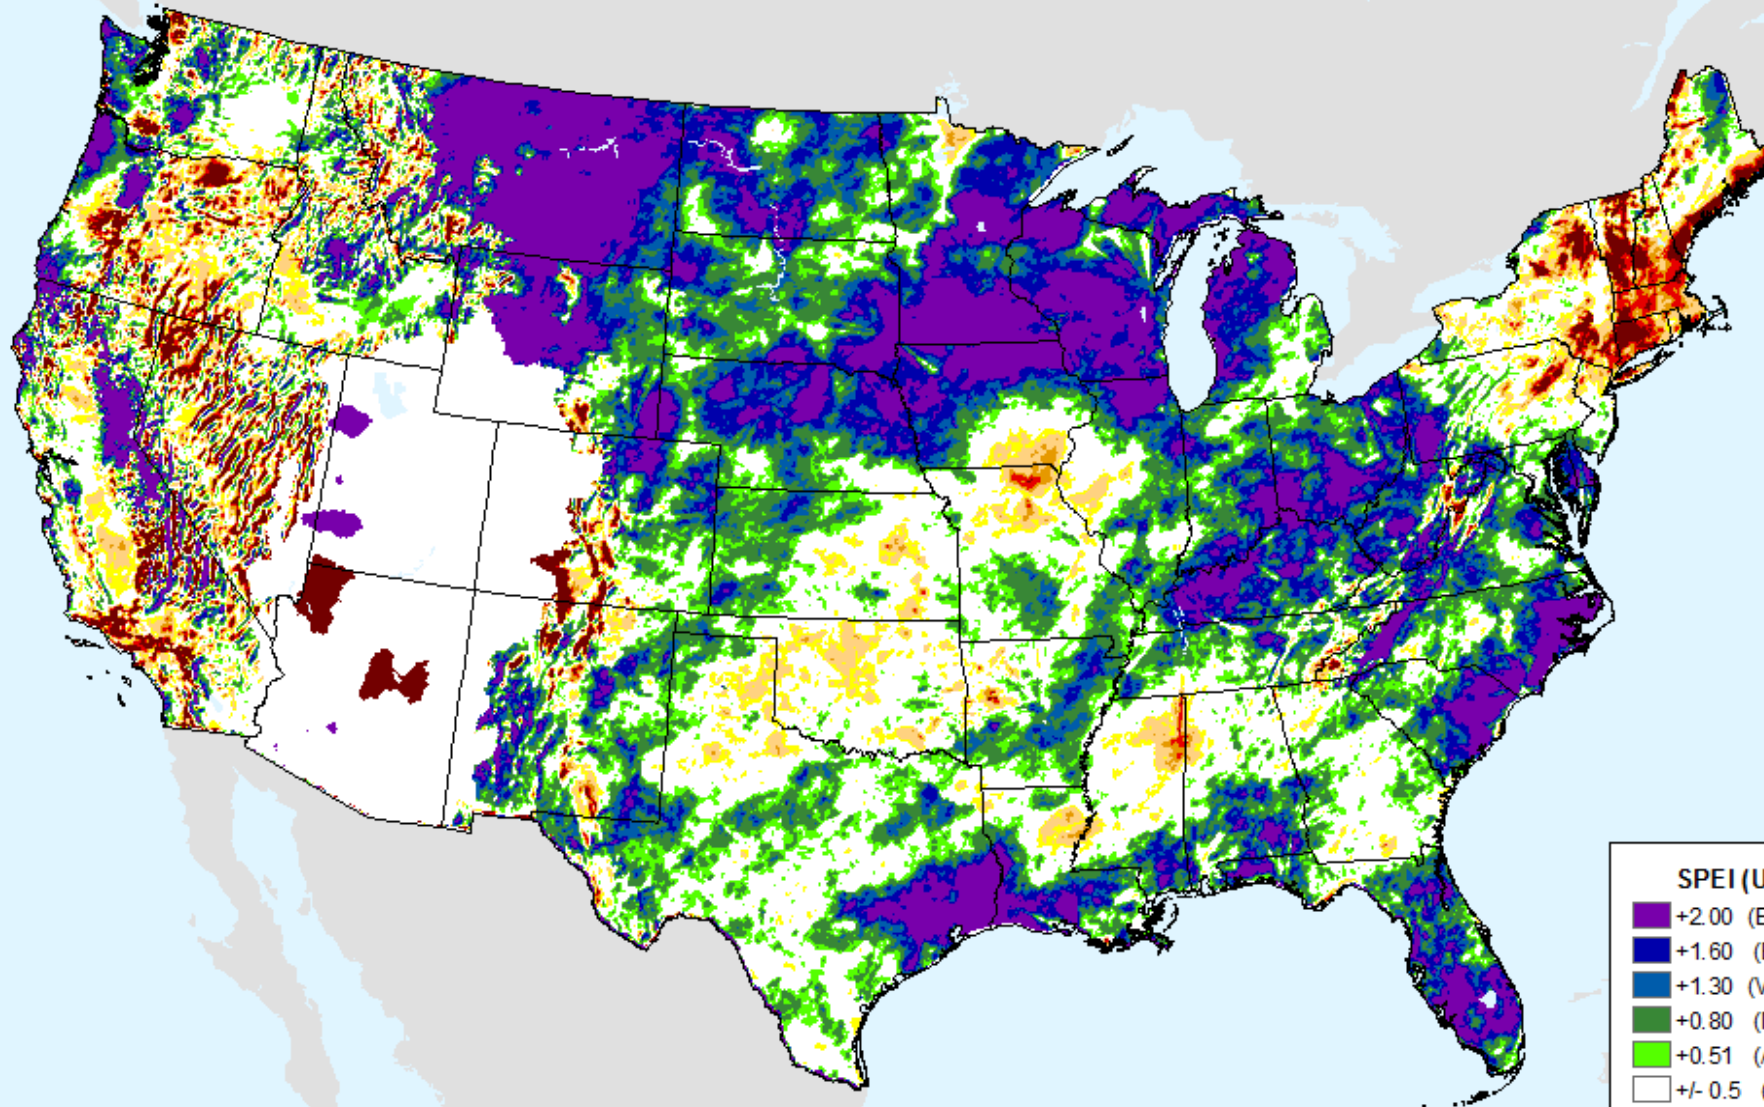 SPEI (U
+2.00 (E
+1.60 (
+1.30 (V
+0.80 (
+0.51 (
+/- 0.5 (